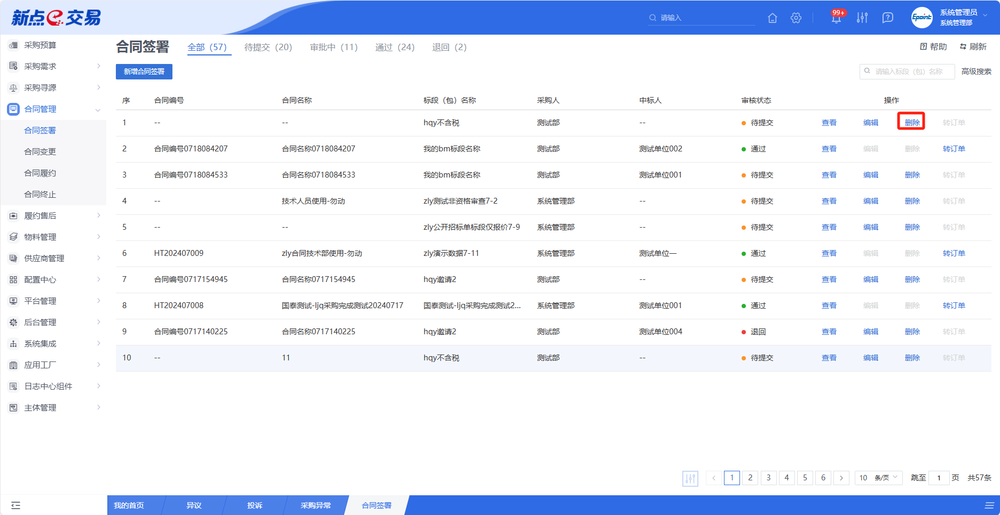 新点e交易
请输入
99+
Epoint
系统管理员
系统管理部
采购预算
采购需求
采购寻源
合同管理
合同签署
合同变更
合同履约
合同终止
履约售后
物料管理
供应商管理
配置中心
平台管理
后台管理
系统集成
应用工厂
日志中心组件
主体管理
合同签署 全部（57） 待提交（20） 审批中（11） 通过（24） 退回（2） 帮助 刷新
新增合同签署 请输入标段（包）名称 高级搜索
序 合同编号 合同名称 标段（包）名称 采购人 中标人 审核状态 操作
1 -- -- hqy不含税 测试部 -- 待提交 查看 编辑 删除 转订单
2 合同编号0718084207 合同名称0718084207 我的bm标段名称 测试部 测试单位002 通过 查看 编辑 删除 转订单
3 合同编号0718084533 合同名称0718084533 我的bm标段名称 测试部 测试单位001 待提交 查看 编辑 删除 转订单
4 -- 技术人员使用-勿动 zly测试非资格审查7-2 系统管理部 -- 待提交 查看 编辑 删除 转订单
5 -- -- zly公开招标单标段仅报价7-9 系统管理部 -- 待提交 查看 编辑 删除 转订单
6 HT202407009 zly合同技术部使用-勿动 zly演示数据7-11 系统管理部 测试单位一 通过 查看 编辑 删除 转订单
7 合同编号0717154945 合同名称0717154945 hqy邀请2 测试部 -- 待提交 查看 编辑 删除 转订单
8 HT202407008 国泰测试-ljq采购完成测试20240717 国泰测试-ljq采购完成测试2... 系统管理部 测试单位001 通过 查看 编辑 删除 转订单
9 合同编号0717140225 合同名称0717140225 hqy邀请2 测试部 测试单位004 退回 查看 编辑 删除 转订单
10 -- 11 hqy不含税 测试部 -- 待提交 查看 编辑 删除 转订单
1 2 3 4 5 6 10 条/页 跳至 1 页 共57条
我的首页 异议 投诉 采购异常 合同签署